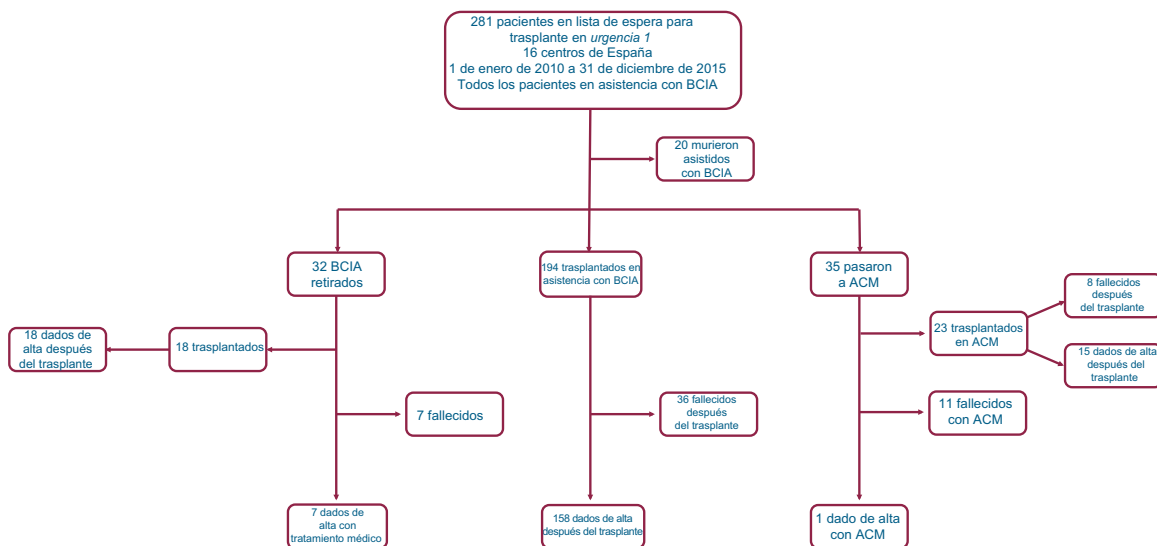 281 pacientes en lista de espera para
trasplante en urgencia 1
16 centros de España
1 de enero de 2010 a 31 de diciembre de 2015
Todos los pacientes en asistencia con BCIA
20 murieron
asistidos
con BCIA
32 BCIA
retirados
194 trasplantados en
asistencia con BCIA
35 pasaron
a ACM
8 fallecidos
después
del trasplante
18 dados de
alta después
del trasplante
18 trasplantados
23 trasplantados
en ACM
15 dados de alta
después del
trasplante
7 fallecidos
36 fallecidos
después
del trasplante
11 fallecidos
con ACM
7 dados de
alta con
tratamiento médico
158 dados de alta
después del trasplante
1 dado de alta
con ACM